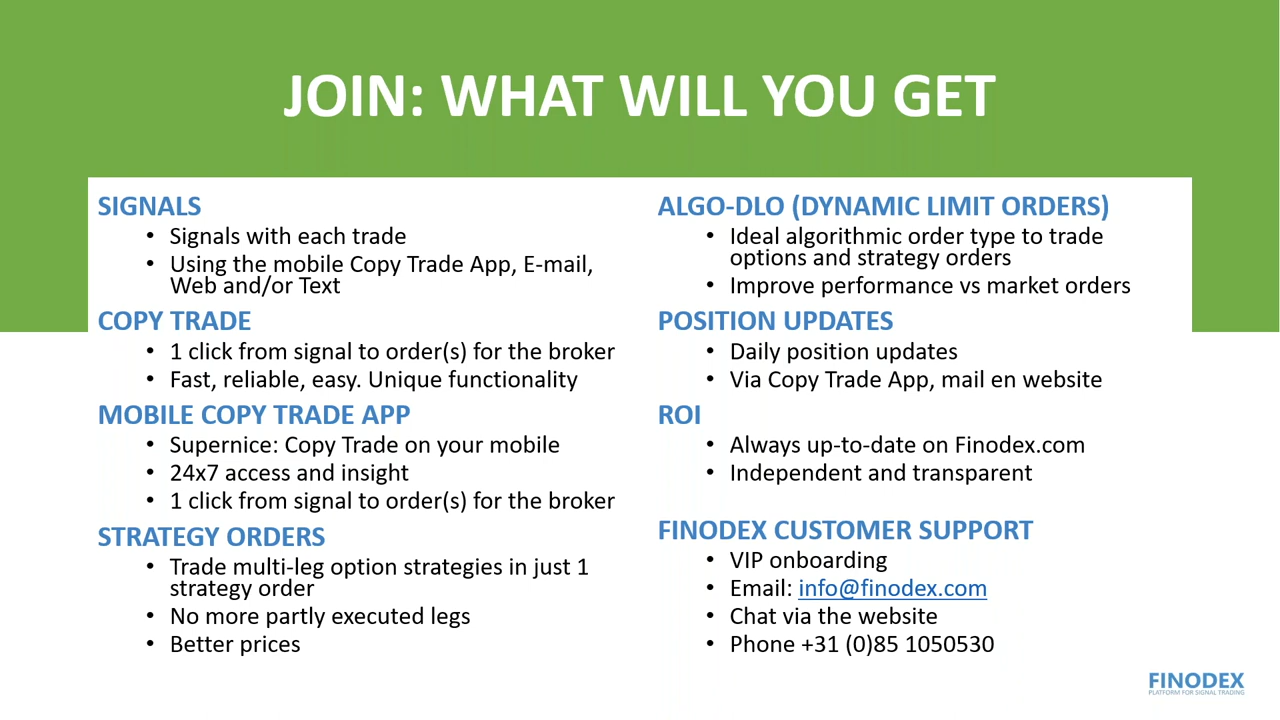 JOIN: WHAT WILL YOU GET
SIGNALS
• Signals with each trade
• Using the mobile Copy Trade App, E-mail,
Web and/or Text
COPY TRADE
• 1 click from signal to order(s) for the broker
• Fast, reliable, easy. Unique functionality
MOBILE COPY TRADE APP
• Supernice: Copy Trade on your mobile
• 24x7 access and insight
• 1 click from signal to order(s) for the broker
STRATEGY ORDERS
• Trade multi-leg option strategies in just 1
strategy order
• No more partly executed legs
• Better prices
ALGO-DLO (DYNAMIC LIMIT ORDERS)
• Ideal algorithmic order type to trade
options and strategy orders
• Improve performance vs market orders
POSITION UPDATES
• Daily position updates
• Via Copy Trade App, mail en website
ROI
• Always up-to-date on Finodex.com
• Independent and transparent
FINODEX CUSTOMER SUPPORT
• VIP onboarding
• Email: info@finodex.com
• Chat via the website
• Phone +31 (0)85 1050530
FINODEX
PLATFORM FOR SIGNAL TRADING